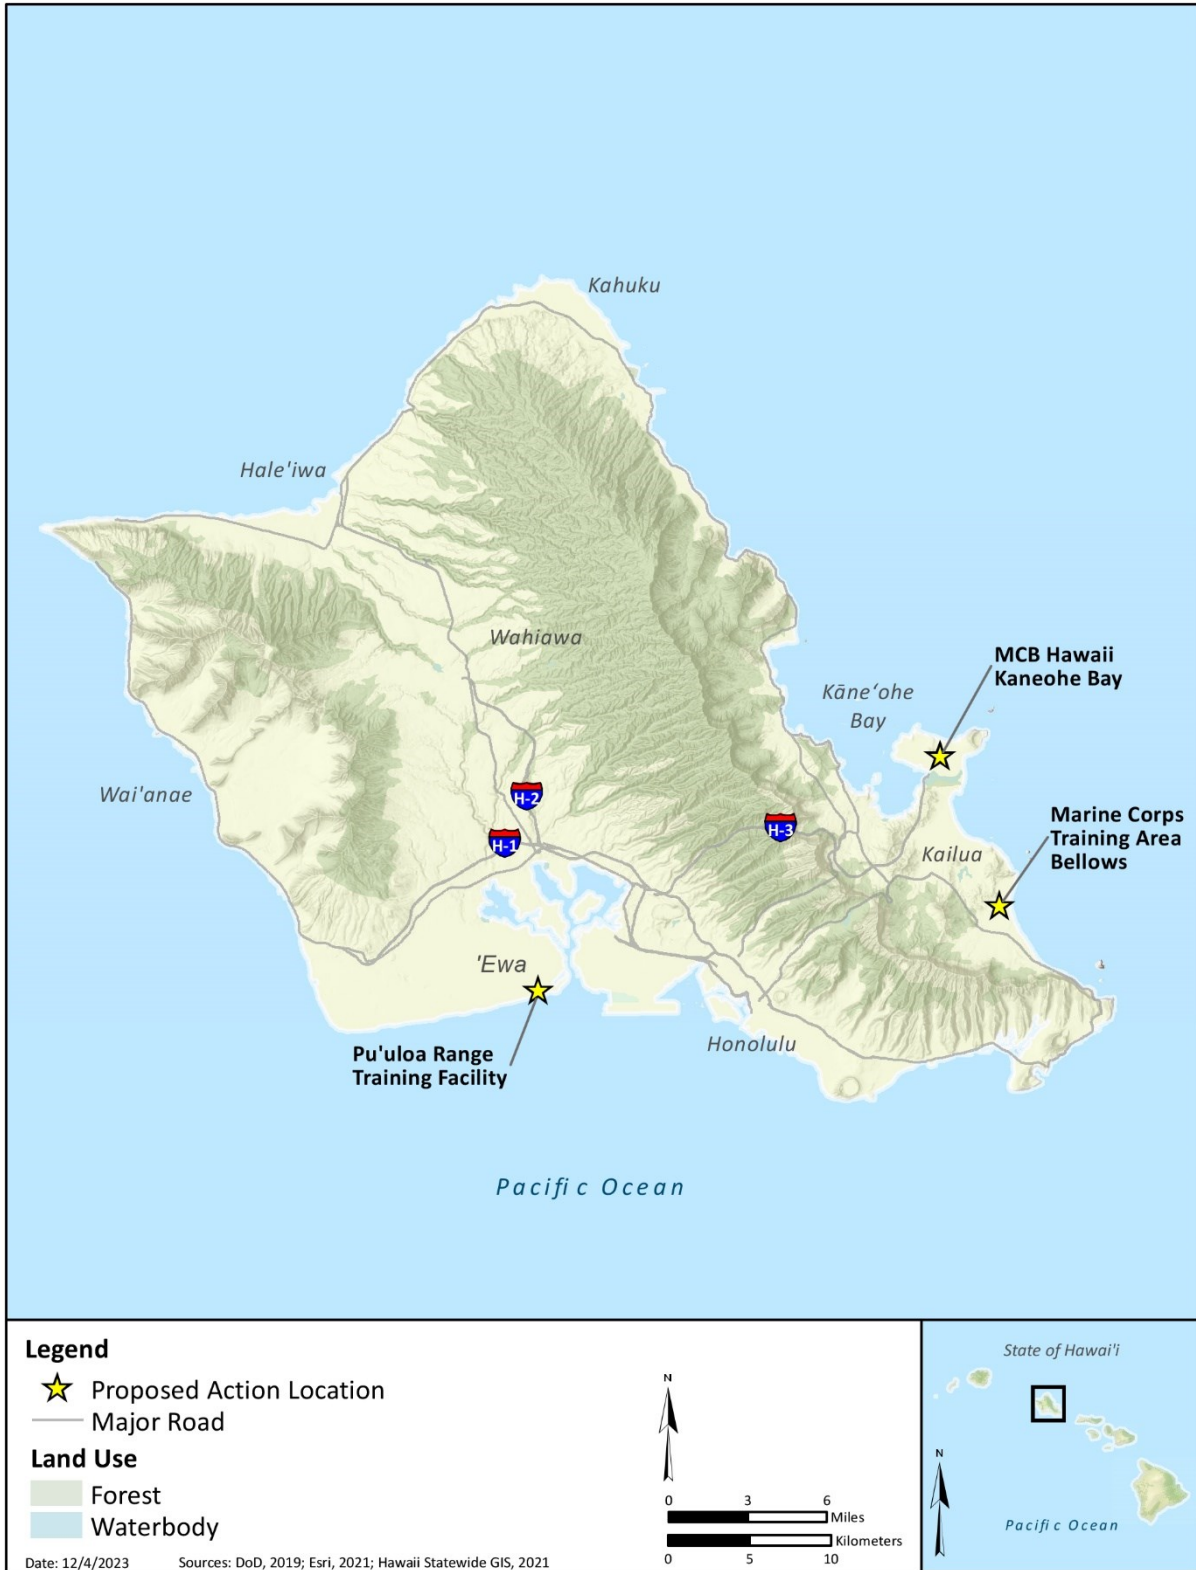 Kahuku
Hale'iwa
Wahiawa
MCB Hawaii
Kaneohe Bay
Kāneʻohe
Bay
Wai'anae
H-2
H-1
H-3
Marine Corps
Training Area
Bellows
Kailua
'Ewa
Honolulu
Pu'uloa Range
Training Facility
Pacific Ocean
Legend
Proposed Action Location
Major Road
Land Use
Forest
Waterbody
Date: 12/4/2023 Sources: DoD, 2019; Esri, 2021; Hawaii Statewide GIS, 2021
N
0 3 6
Miles
Kilometers
0 5 10
State of Hawai'i
N
Pacific Ocean